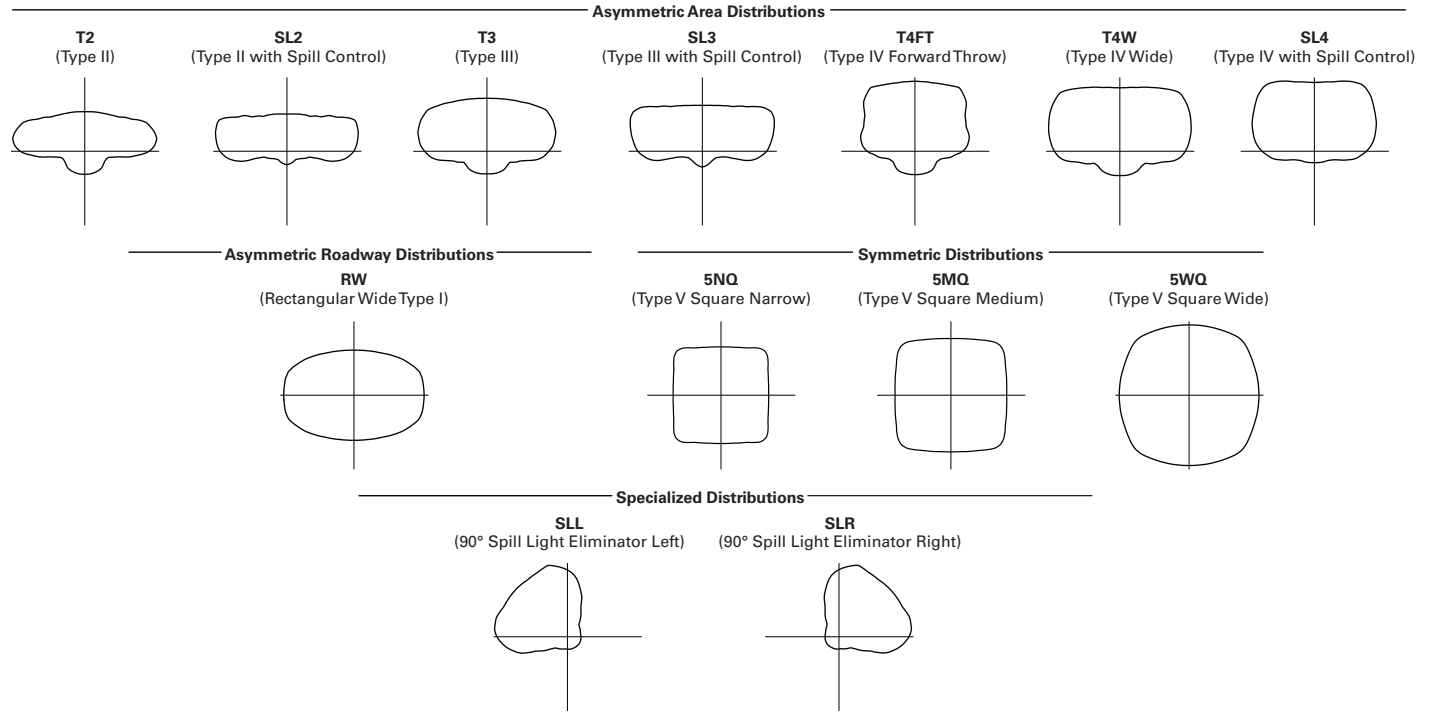 Asymmetric Area Distributions
T2
(Type II)
SL2
(Type II with Spill Control)
T3
(Type III)
SL3
(Type III with Spill Control)
T4FT
(Type IV Forward Throw)
T4W
(Type IV Wide)
SL4
(Type IV with Spill Control)
Asymmetric Roadway Distributions
RW
(Rectangular Wide Type I)
Symmetric Distributions
5NQ
(Type V Square Narrow)
5MQ
(Type V Square Medium)
5WQ
(Type V Square Wide)
Specialized Distributions
SLL
(90° Spill Light Eliminator Left)
SLR
(90° Spill Light Eliminator Right)